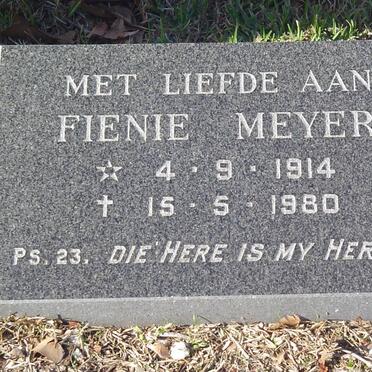 MET LIEFDE AAN
FIENIE MEYER
☆ 4 · 9 · 1914
† 15 · 5 · 1980
PS. 23. DIE HERE IS MY HER